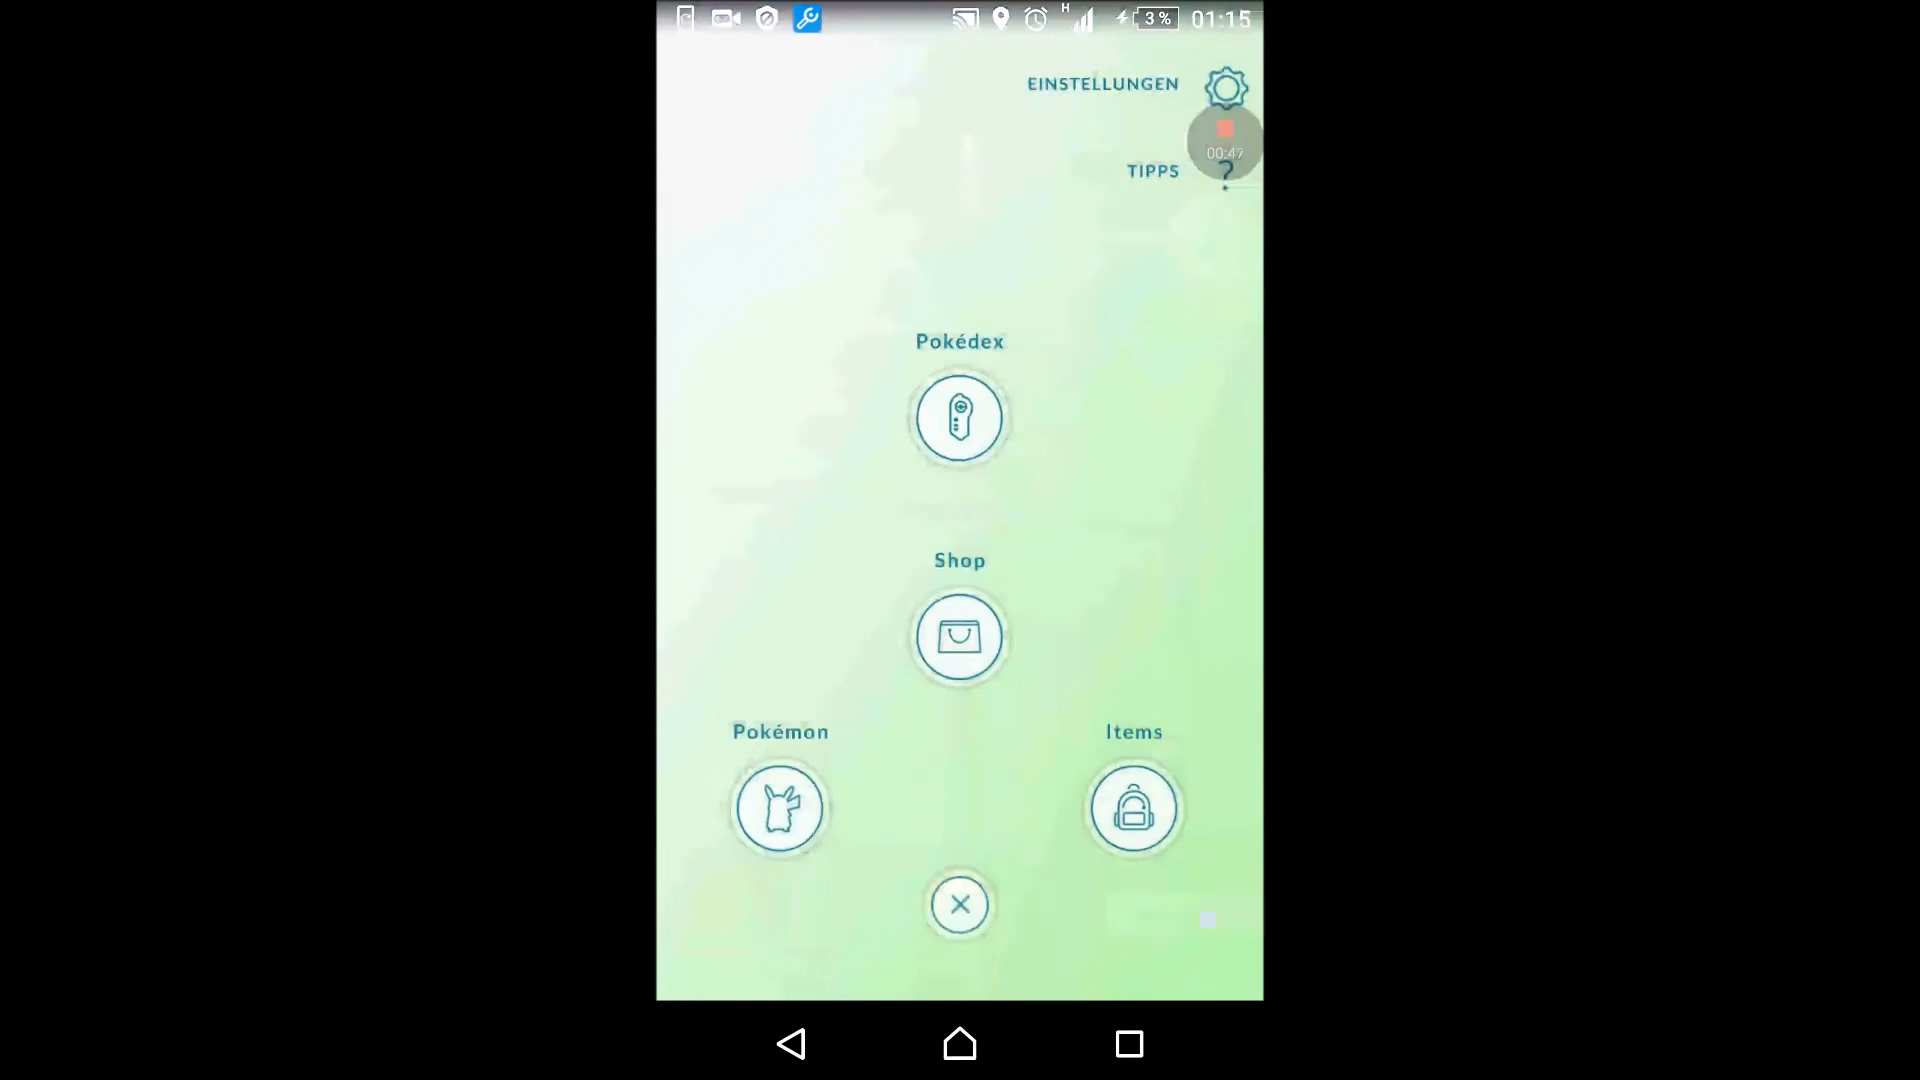 H 3 % 01:15
EINSTELLUNGEN
00:47
TIPPS ?
Pokédex
Shop
Pokémon Items